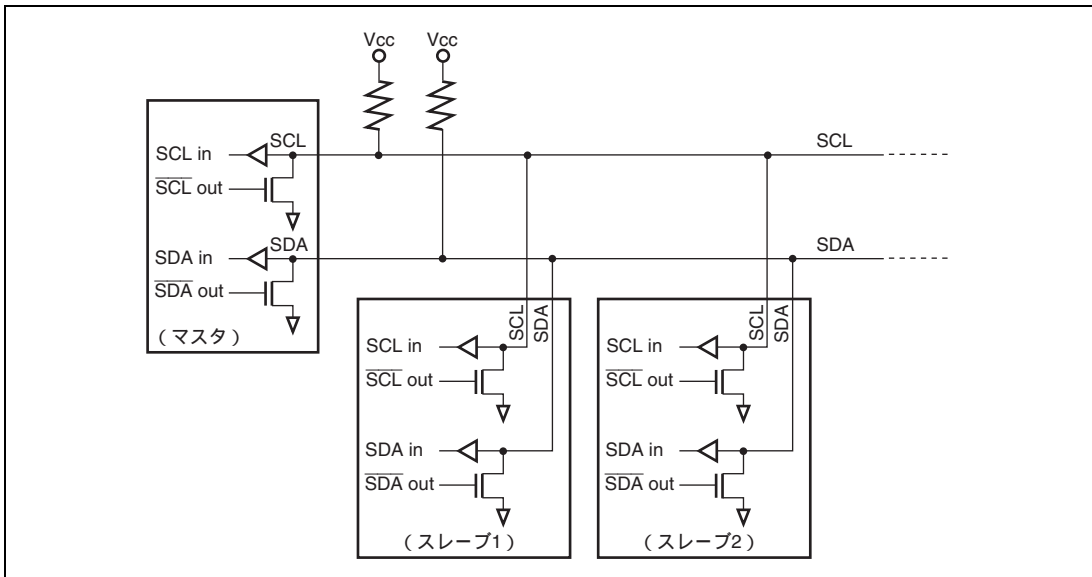 Vcc Vcc
SCL in
SCL
SCL
SCL out
SDA in
SDA
SDA
SDA out
（マスタ）
SCL
SDA
SCL in
SCL out
SDA in
SDA out
（スレーブ1）
SCL
SDA
SCL in
SCL out
SDA in
SDA out
（スレーブ2）